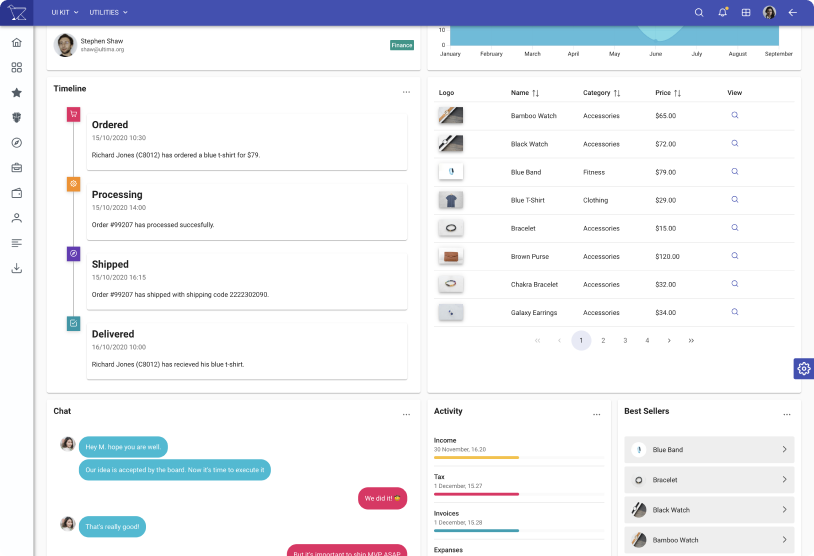 UI KIT
UTILITIES
Stephen Shaw
shaw@ultima.org
Finance
10
0
January February March April May June July August September
Timeline
...
Ordered
15/10/2020 10:30
Richard Jones (C8012) has ordered a blue t-shirt for $79.
Processing
15/10/2020 14:00
Order #99207 has processed succesfully.
Shipped
15/10/2020 16:15
Order #99207 has shipped with shipping code 2222302090.
Delivered
16/10/2020 10:00
Richard Jones (C8012) has recieved his blue t-shirt.
Logo Name Category Price View
Bamboo Watch Accessories $65.00
Black Watch Accessories $72.00
Blue Band Fitness $79.00
Blue T-Shirt Clothing $29.00
Bracelet Accessories $15.00
Brown Purse Accessories $120.00
Chakra Bracelet Accessories $32.00
Galaxy Earrings Accessories $34.00
1 2 3 4
Chat
...
Hey M. hope you are well.
Our idea is accepted by the board. Now it's time to execute it
We did it! 🤠
That's really good!
But it's important to ship MVP ASAP
Activity
...
Income
30 November, 16.20
Tax
1 December, 15.27
Invoices
1 December, 15.28
Expenses
Best Sellers
...
Blue Band
Bracelet
Black Watch
Bamboo Watch